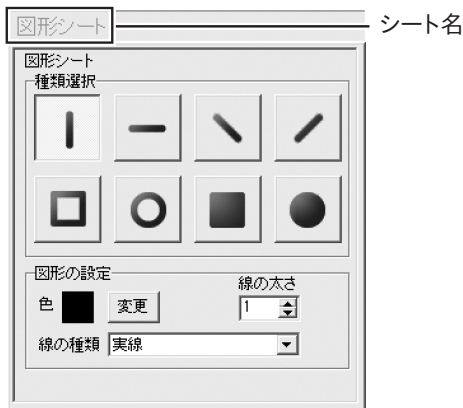 図形シート
シート名
図形シート
種類選択
図形の設定
線の太さ
色 変更 1
線の種類 実線